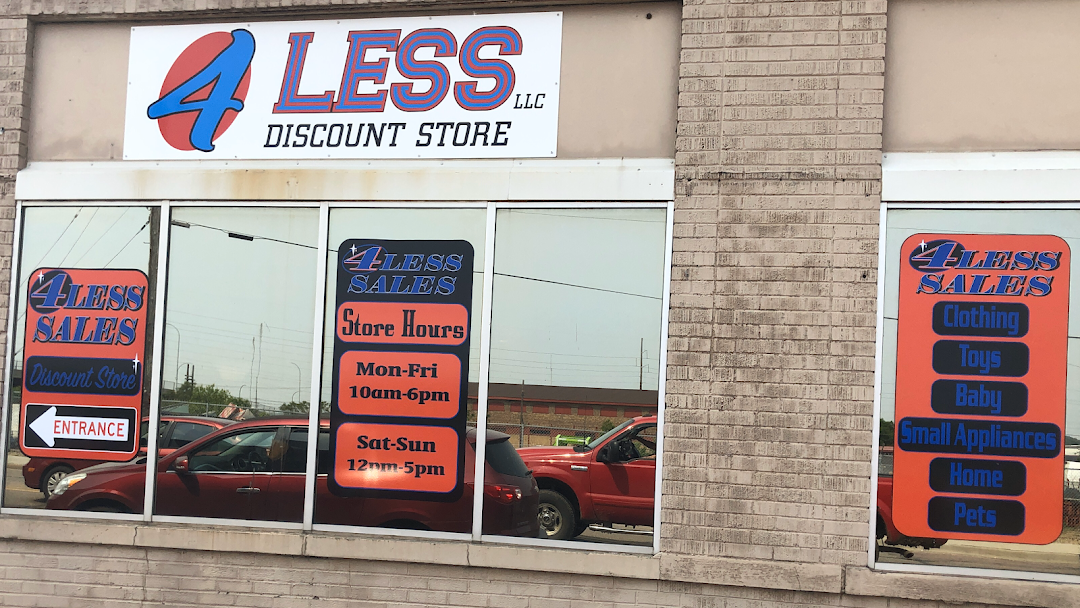 4 LESS LLC
DISCOUNT STORE
4LESS
SALES
Discount Store
ENTRANCE
4LESS
SALES
Store Hours
Mon-Fri
10am-6pm
Sat-Sun
12pm-5pm
4LESS
SALES
Clothing
Toys
Baby
Small Appliances
Home
Pets